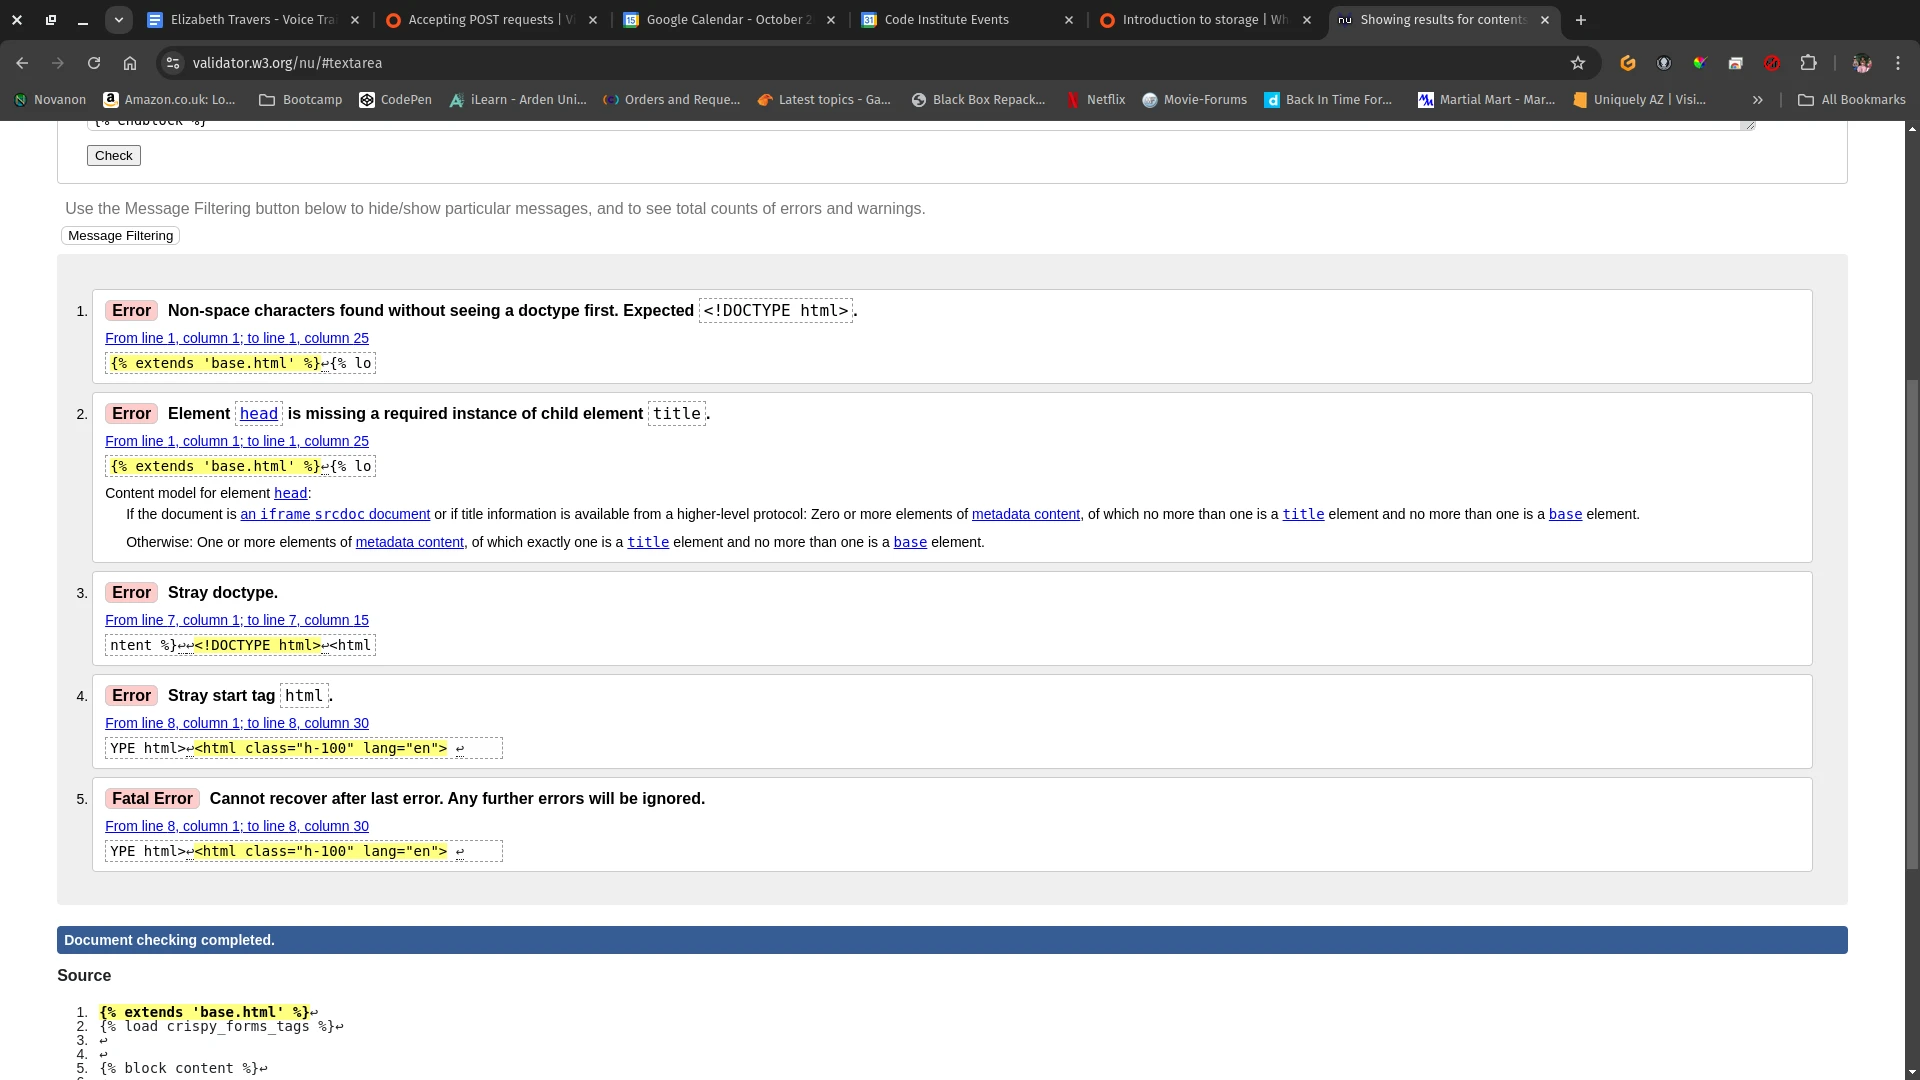 Elizabeth Travers - Voice Trai
Accepting POST requests | V
Google Calendar - October 2
Code Institute Events
Introduction to storage | Wh
nu Showing results for contents
validator.w3.org/nu/#textarea
Novanon
Amazon.co.uk: Lo...
Bootcamp
CodePen
iLearn - Arden Uni...
Orders and Reque...
Latest topics - Ga...
Black Box Repack...
Netflix
Movie-Forums
Back In Time For...
Martial Mart - Mar...
Uniquely AZ | Visi...
»
All Bookmarks
{% endblock %}
Check
Use the Message Filtering button below to hide/show particular messages, and to see total counts of errors and warnings.
Message Filtering
1. Error Non-space characters found without seeing a doctype first. Expected <!DOCTYPE html>.
From line 1, column 1; to line 1, column 25
{% extends 'base.html' %}↩{% lo
2. Error Element head is missing a required instance of child element title.
From line 1, column 1; to line 1, column 25
{% extends 'base.html' %}↩{% lo
Content model for element head:
If the document is an iframe srcdoc document or if title information is available from a higher-level protocol: Zero or more elements of metadata content, of which no more than one is a title element and no more than one is a base element.
Otherwise: One or more elements of metadata content, of which exactly one is a title element and no more than one is a base element.
3. Error Stray doctype.
From line 7, column 1; to line 7, column 15
ntent %}↩↩<!DOCTYPE html>↩<html
4. Error Stray start tag html.
From line 8, column 1; to line 8, column 30
YPE html>↩<html class="h-100" lang="en"> ↩
5. Fatal Error Cannot recover after last error. Any further errors will be ignored.
From line 8, column 1; to line 8, column 30
YPE html>↩<html class="h-100" lang="en"> ↩
Document checking completed.
Source
1. {% extends 'base.html' %}↩
2. {% load crispy_forms_tags %}↩
3. ↩
4. ↩
5. {% block content %}↩